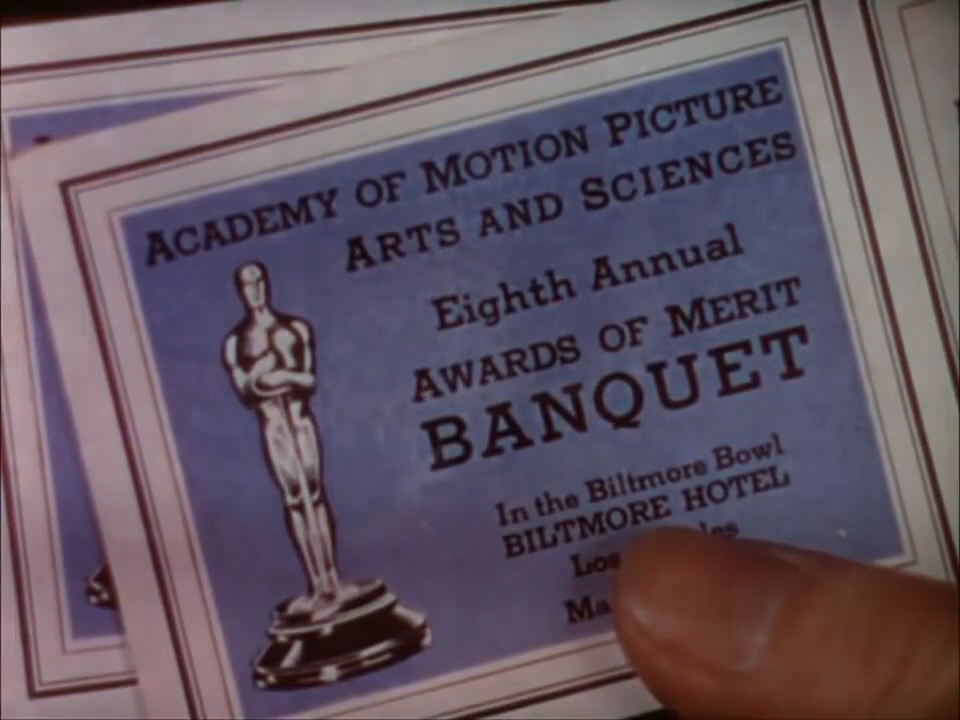 ACADEMY OF MOTION PICTURE
ARTS AND SCIENCES
Eighth Annual
AWARDS OF MERIT
BANQUET
In the Biltmore Bowl
BILTMORE HOTEL
Los